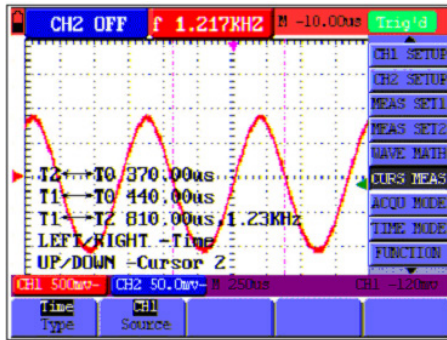 CH2 OFF f 1.217KHZ M -10.00us Trig'd
CH1 SETUP
CH2 SETUP
MEAS SET1
MEAS SET2
WAVE MATH
CURS MEAS
ACQU MODE
TIME MODE
FUNCTION
T2←→T0 370.00us
T1←→T0 440.00us
T1←→T2 810.00us,1.23KHz
LEFT/RIGHT -Time
UP/DOWN -Cursor 2
CH1 500mv~ CH2 50.0mv~ M 250us CH1 -120mv
Time CH1
Type Source